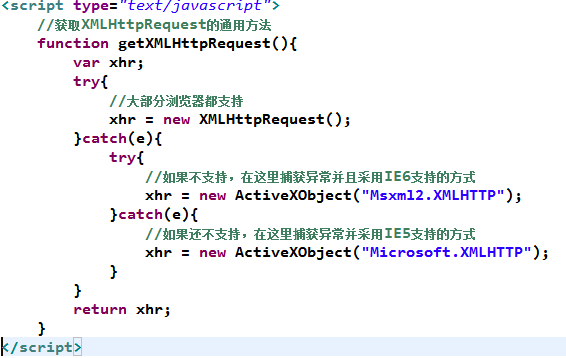 <script type="text/javascript">
//获取XMLHttpRequest的通用方法
function getXMLHttpRequest(){
var xhr;
try{
//大部分浏览器都支持
xhr = new XMLHttpRequest();
}catch(e){
try{
//如果不支持，在这里捕获异常并且采用IE6支持的方式
xhr = new ActiveXObject("Msxml2.XMLHTTP");
}catch(e){
//如果还不支持，在这里捕获异常并采用IE5支持的方式
xhr = new ActiveXObject("Microsoft.XMLHTTP");
}
}
return xhr;
}
</script>